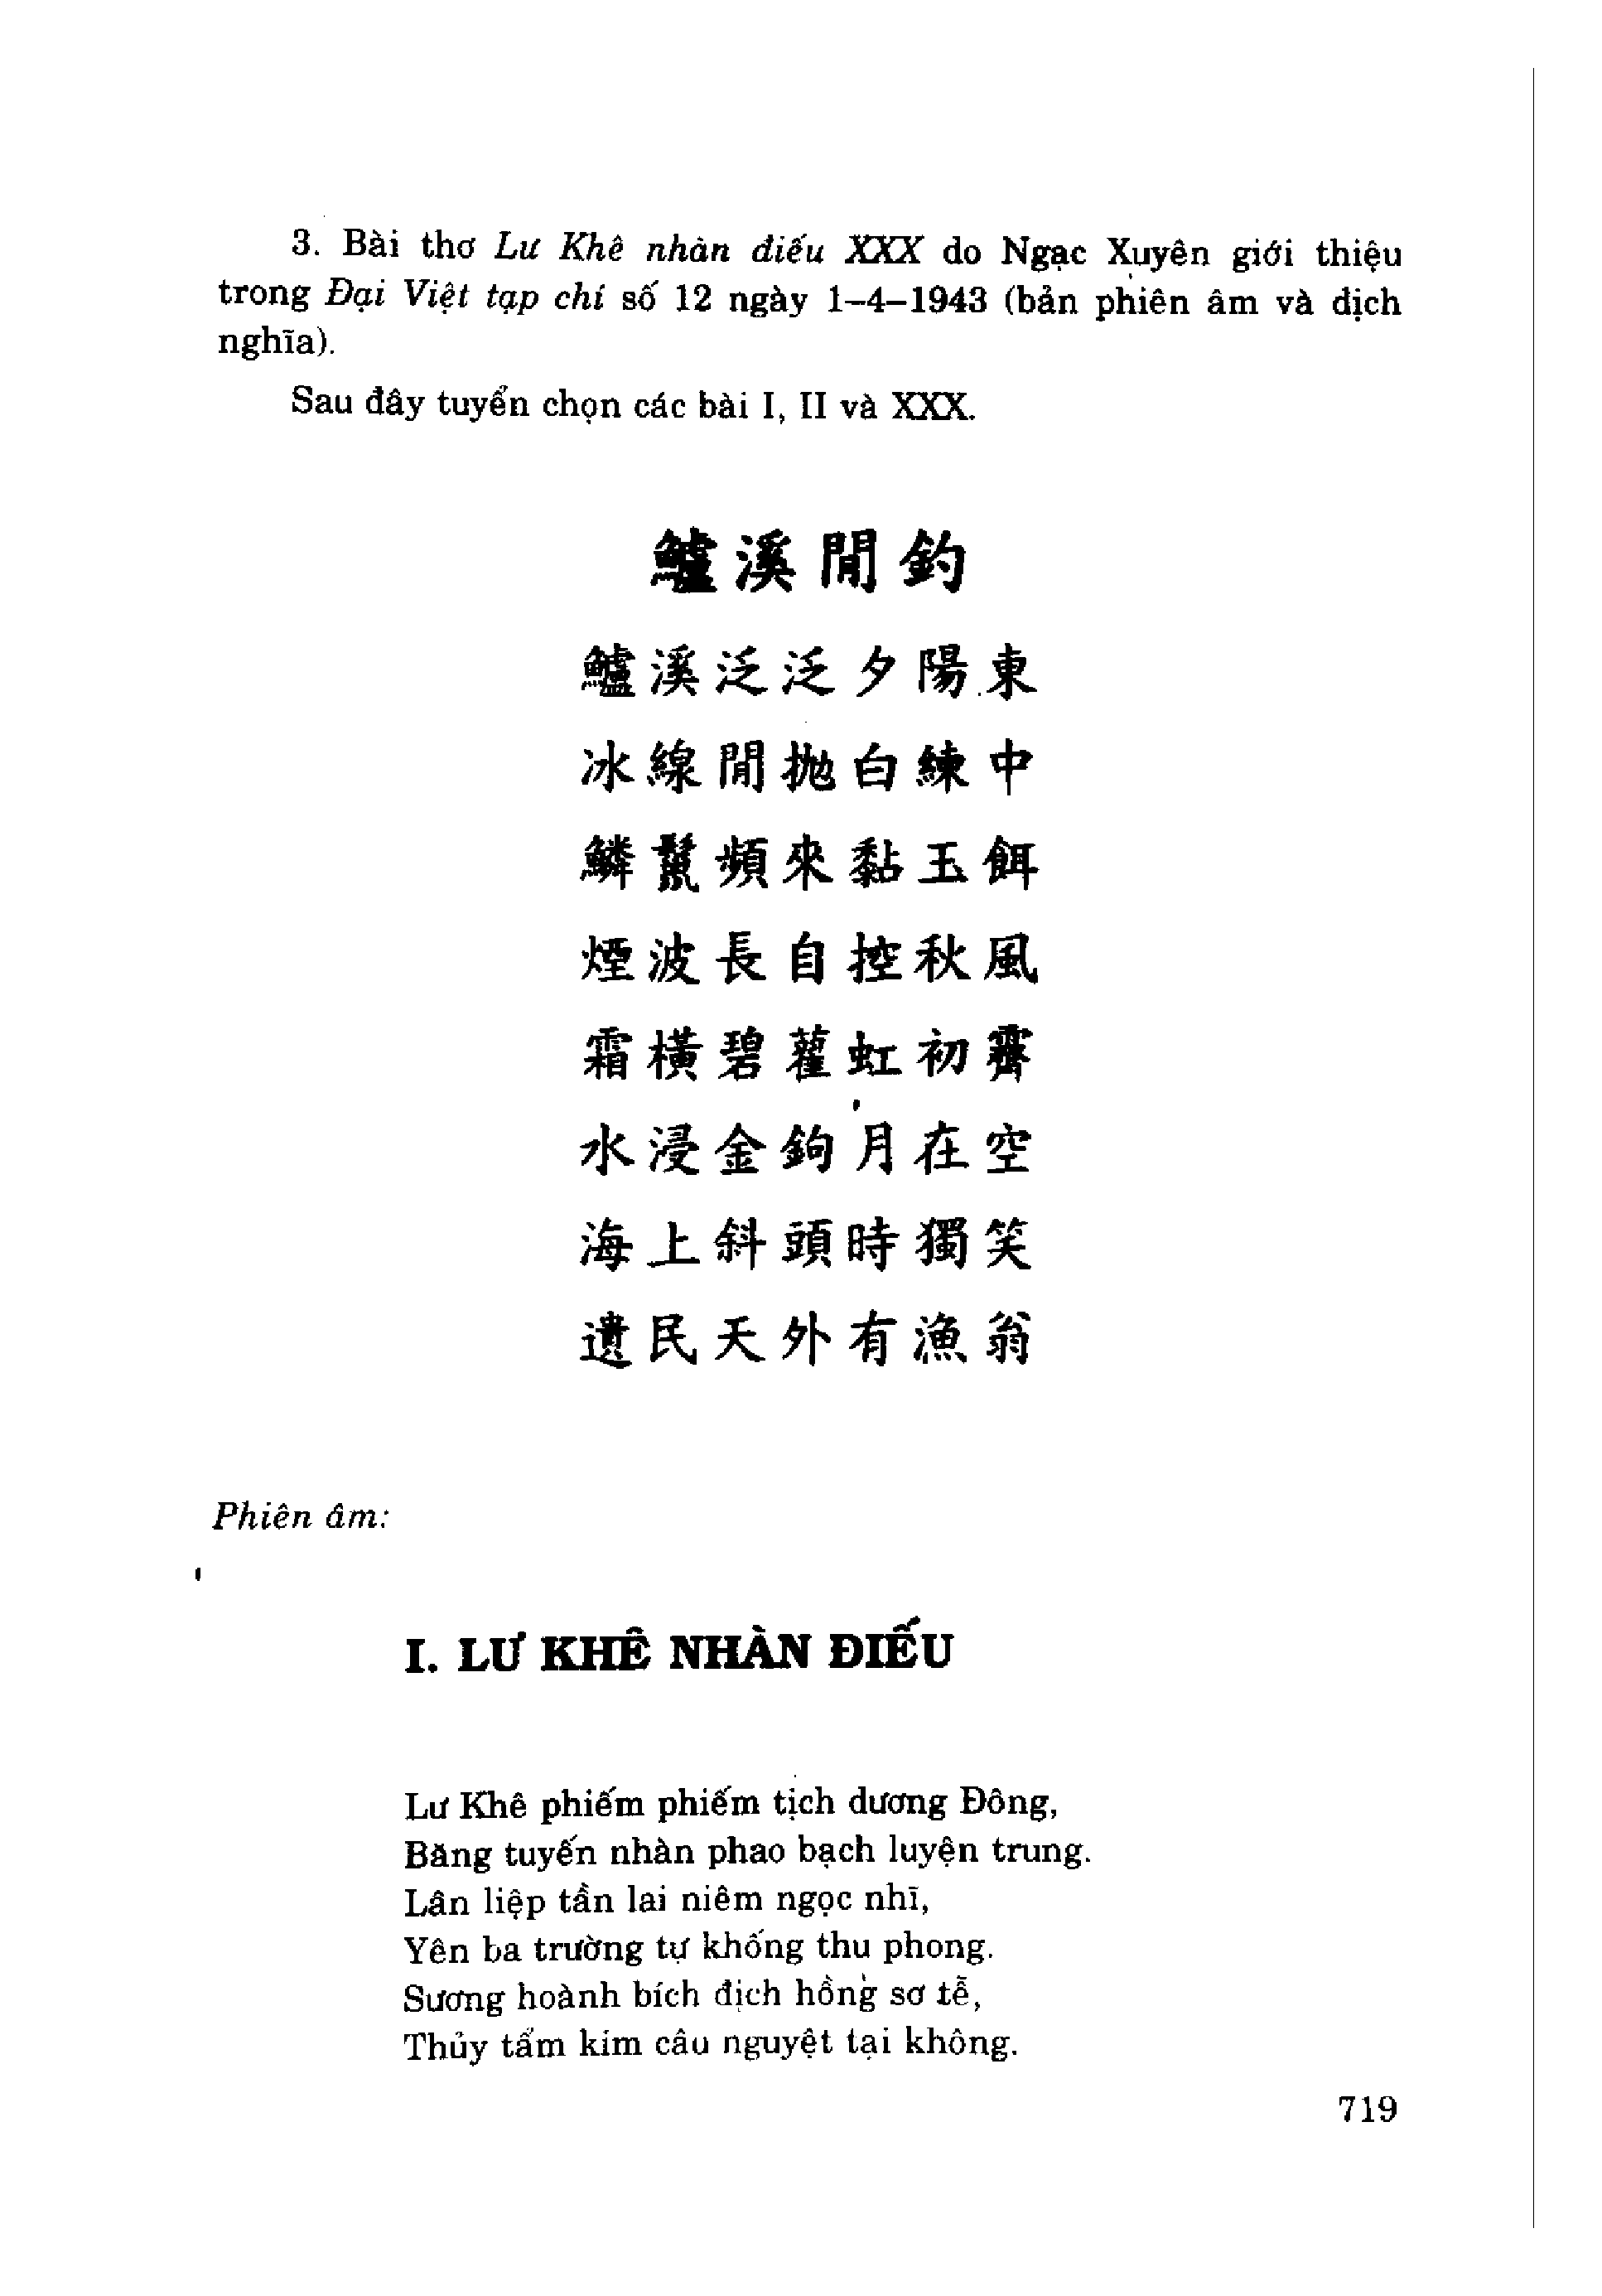 3. Bài thơ Lư Khê nhàn điếu XXX do Ngạc Xuyên giới thiệu
trong Đại Việt tạp chí số 12 ngày 1–4–1943 (bản phiên âm và dịch
nghĩa).
Sau đây tuyển chọn các bài I, II và XXX.
鱸溪閒釣
鱸溪泛泛夕陽東
冰線閒拋白練中
鱗鬣頻來黏玉餌
煙波長自控秋風
霜橫碧藋虹初霽
水浸金鉤月在空
海上斜頭時獨笑
遺民天外有漁翁
Phiên âm:
I. LƯ KHÊ NHÀN ĐIẾU
Lư Khê phiếm phiếm tịch dương Đông,
Băng tuyến nhàn phao bạch luyện trung.
Lân liệp tần lai niêm ngọc nhĩ,
Yên ba trường tự khống thu phong.
Sương hoành bích địch hồng sơ tễ,
Thủy tẩm kim câu nguyệt tại không.
719